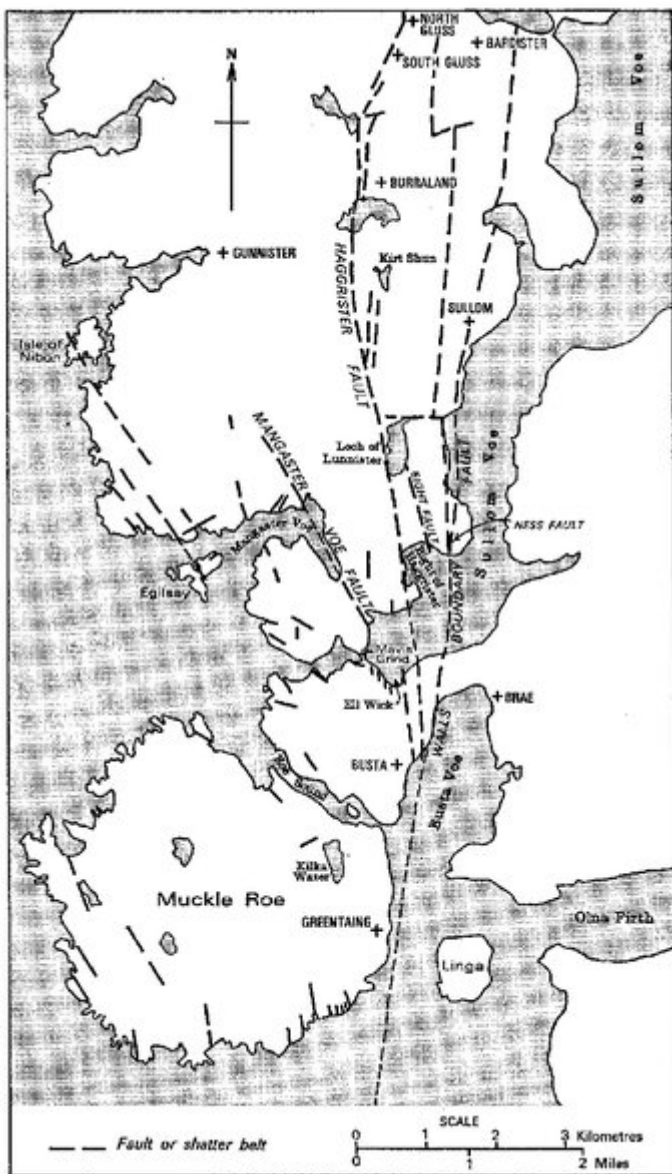 NORTH
GLUSS
BARDISTER
SOUTH GLUSS
Sullom Voe
N
BURRALAND
GUNNISTER
HAGGRISTER FAULT
Kirt Shun
SULLOM
Isle of
Nibon
MANGASTER VOE FAULT
Loch of
Lunnister
FAULT
Sullom Voe
NESS FAULT
Mangaster Voe
Egilsay
WALLS BOUNDARY
Mavis
Grind
Ell Wick
BRAE
BUSTA
Busta Voe
Roe Sound
Kilka
Water
Muckle Roe
GREENTAING
Olna Firth
Linga
SCALE
Fault or shatter belt
0 1 2 3 Kilometres
0 1 2 Miles